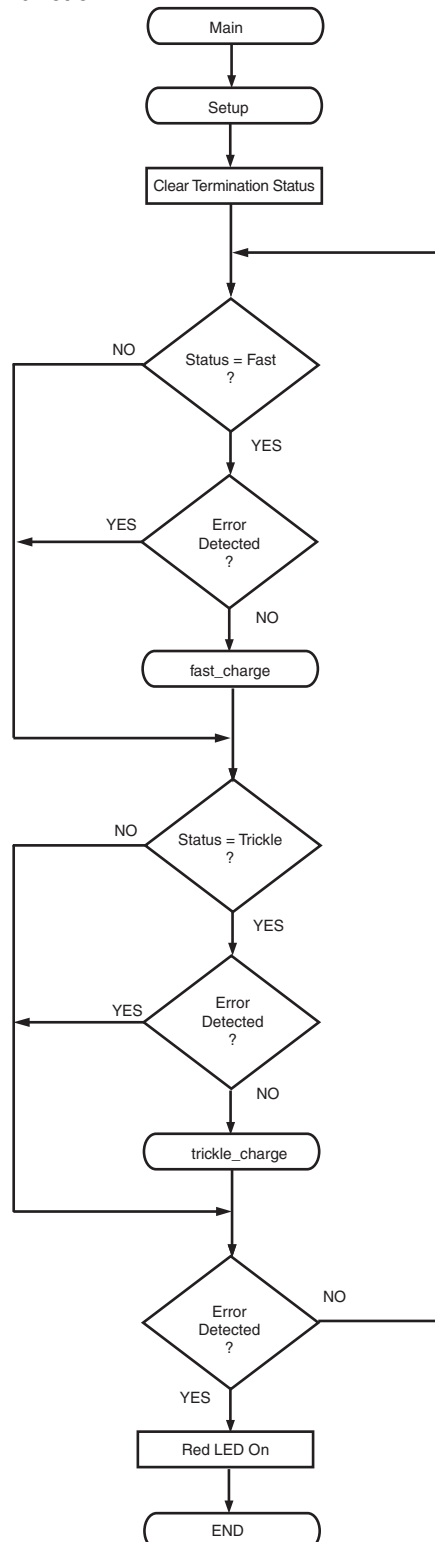 Main
Setup
Clear Termination Status
Status = Fast
?
NO
YES
Error
Detected
?
YES
NO
fast_charge
Status = Trickle
?
NO
YES
Error
Detected
?
YES
NO
trickle_charge
Error
Detected
?
NO
YES
Red LED On
END